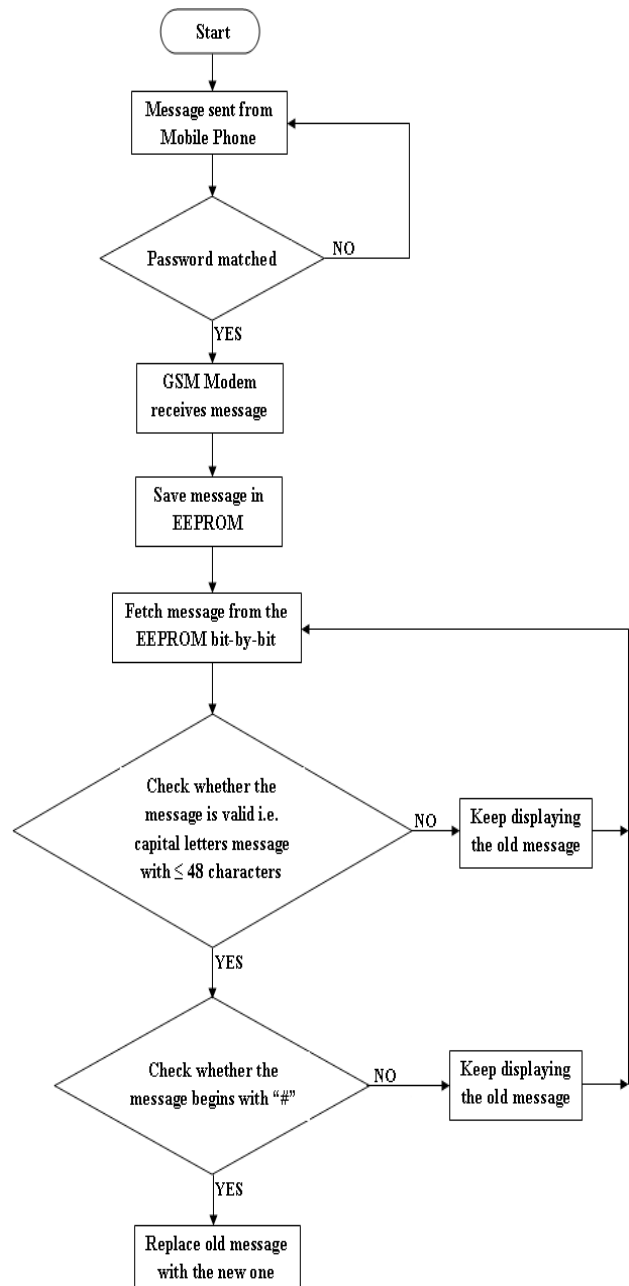 Start
Message sent from
Mobile Phone
Password matched
NO
YES
GSM Modem
receives message
Save message in
EEPROM
Fetch message from the
EEPROM bit-by-bit
Check whether the
message is valid i.e.
capital letters message
with ≤ 48 characters
NO
Keep displaying
the old message
YES
Check whether the
message begins with “#”
NO
Keep displaying
the old message
YES
Replace old message
with the new one